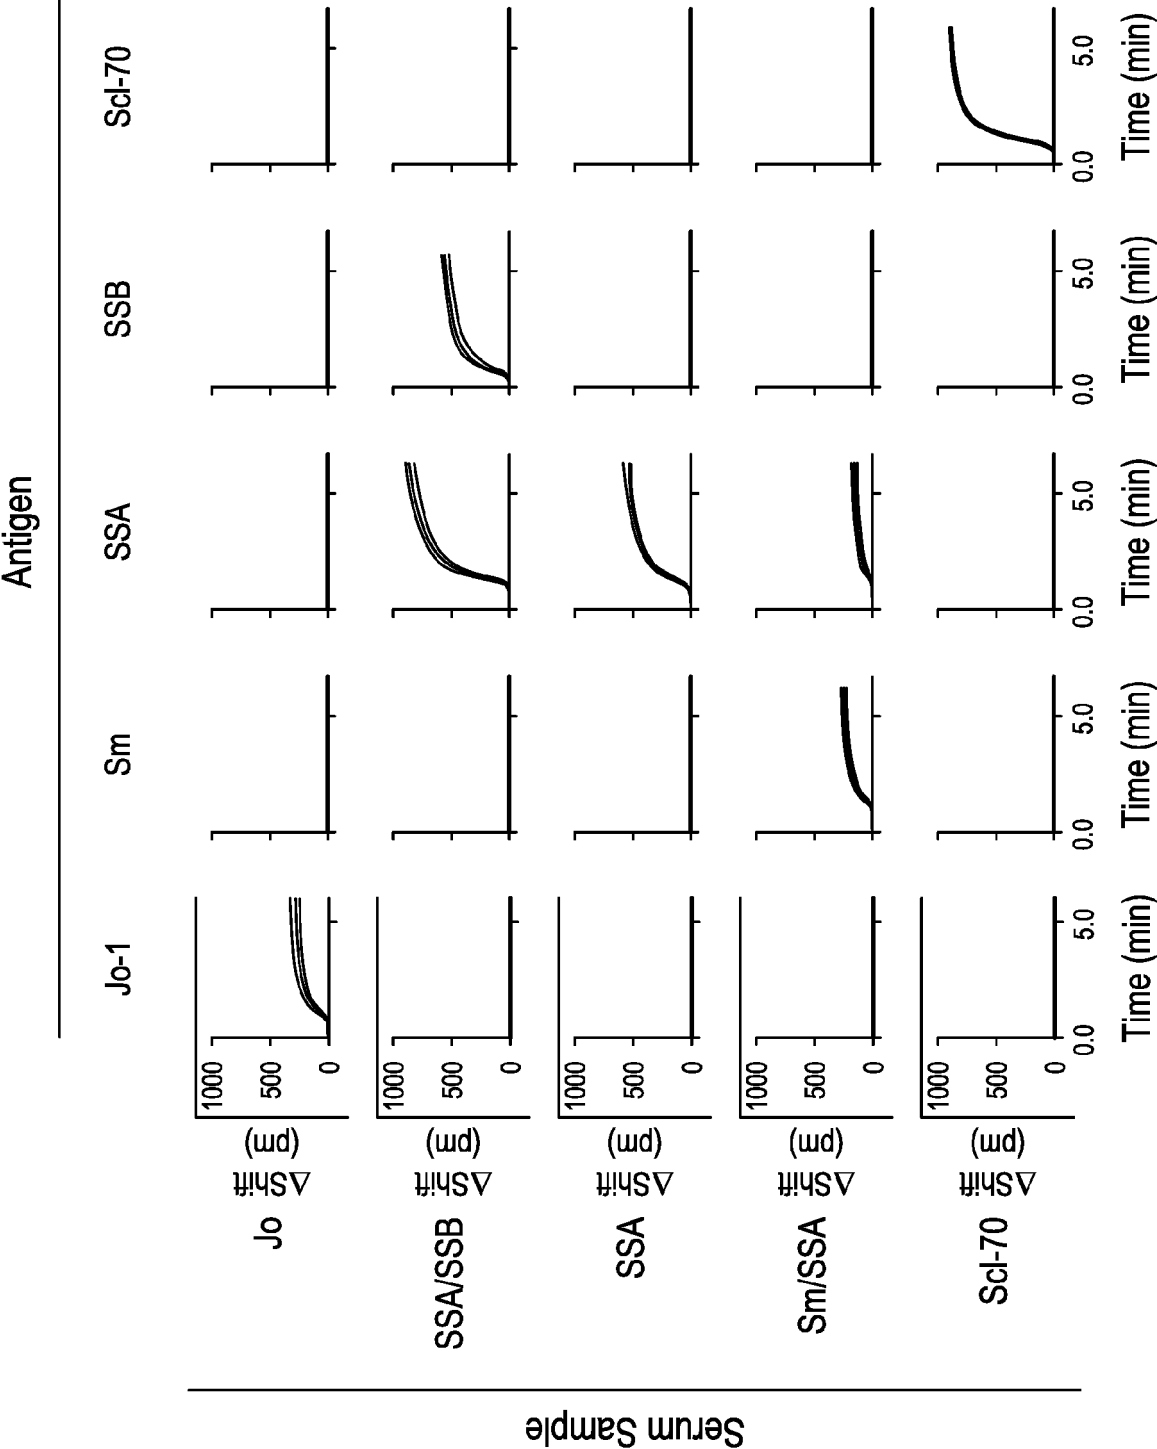 Antigen
Jo-1
Sm
SSA
SSB
Scl-70
Serum Sample
Jo
ΔShift
(pm)
1000
500
0
SSA/SSB
ΔShift
(pm)
1000
500
0
SSA
ΔShift
(pm)
1000
500
0
Sm/SSA
ΔShift
(pm)
1000
500
0
Scl-70
ΔShift
(pm)
1000
500
0
0.0 5.0
0.0 5.0
0.0 5.0
0.0 5.0
0.0 5.0
Time (min)
Time (min)
Time (min)
Time (min)
Time (min)